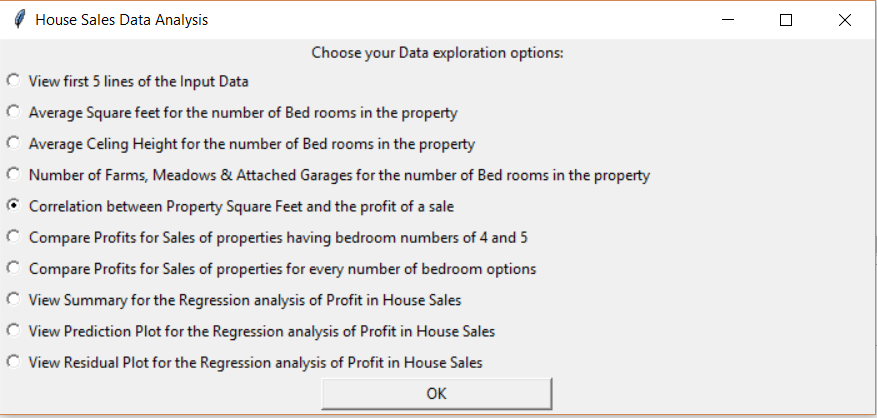 House Sales Data Analysis
Choose your Data exploration options:
View first 5 lines of the Input Data
Average Square feet for the number of Bed rooms in the property
Average Celing Height for the number of Bed rooms in the property
Number of Farms, Meadows & Attached Garages for the number of Bed rooms in the property
Correlation between Property Square Feet and the profit of a sale
Compare Profits for Sales of properties having bedroom numbers of 4 and 5
Compare Profits for Sales of properties for every number of bedroom options
View Summary for the Regression analysis of Profit in House Sales
View Prediction Plot for the Regression analysis of Profit in House Sales
View Residual Plot for the Regression analysis of Profit in House Sales
OK